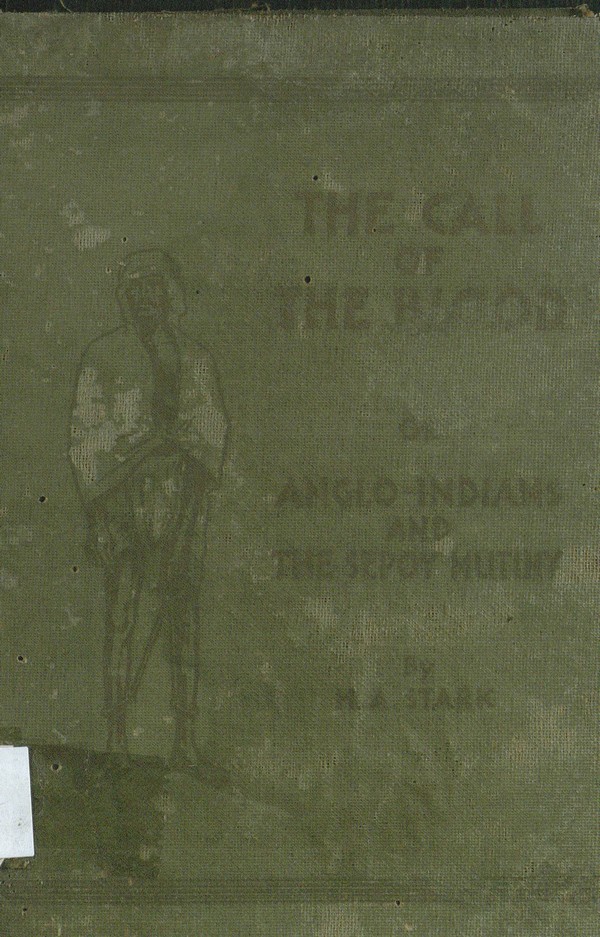 THE CALL
OF
THE BLOOD
OR
ANGLO-INDIANS
AND
THE SEPOY MUTINY
By
H. A. STARK